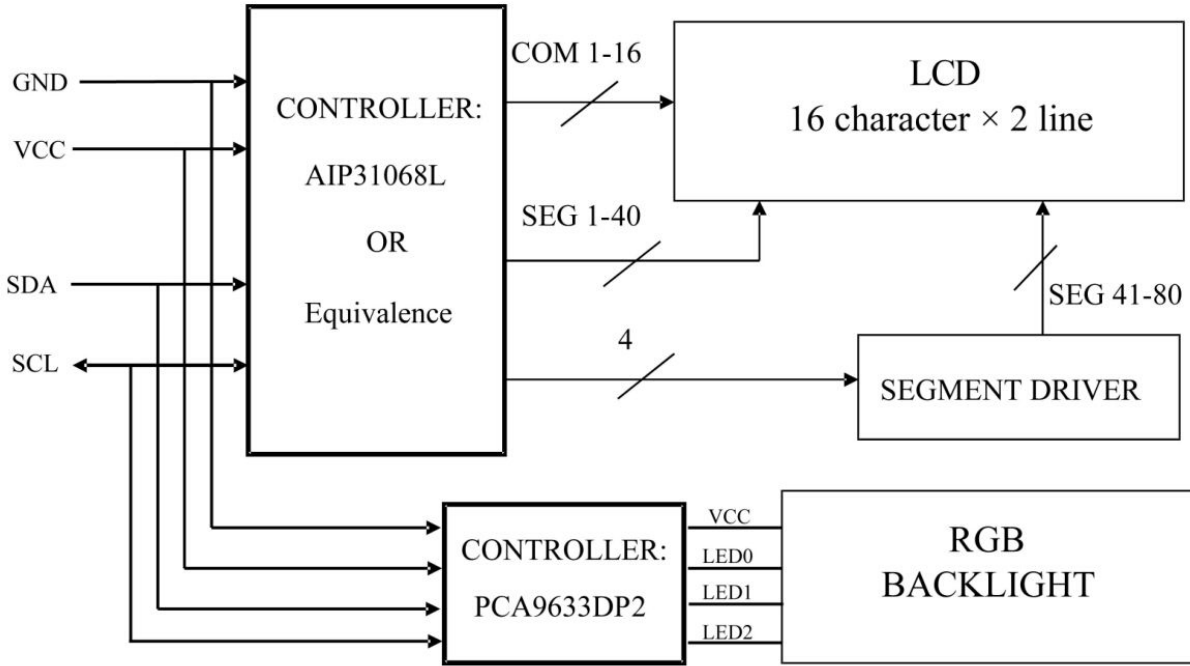 GND
VCC
SDA
SCL
CONTROLLER:
AIP31068L
OR
Equivalence
COM 1-16
SEG 1-40
4
LCD
16 character × 2 line
SEG 41-80
SEGMENT DRIVER
CONTROLLER:
PCA9633DP2
VCC
LED0
LED1
LED2
RGB
BACKLIGHT